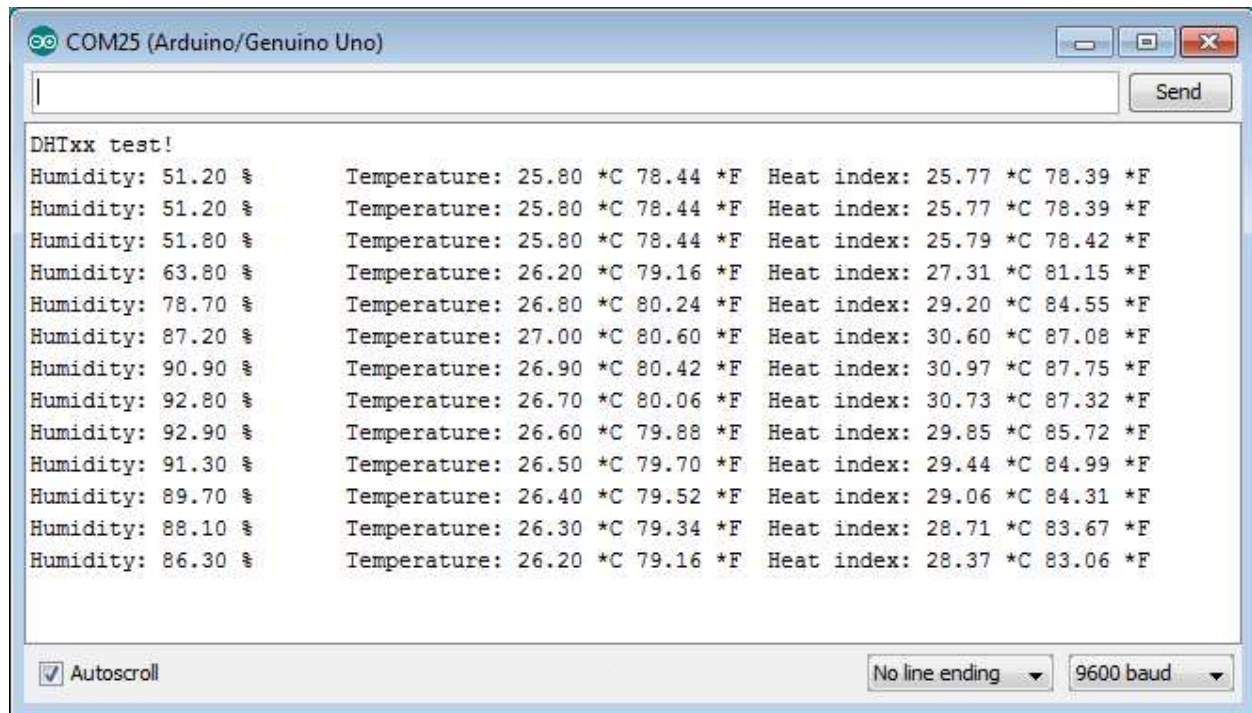 COM25 (Arduino/Genuino Uno)
Send
DHTxx test!
Humidity: 51.20 %	Temperature: 25.80 *C 78.44 *F	Heat index: 25.77 *C 78.39 *F
Humidity: 51.20 %	Temperature: 25.80 *C 78.44 *F	Heat index: 25.77 *C 78.39 *F
Humidity: 51.80 %	Temperature: 25.80 *C 78.44 *F	Heat index: 25.79 *C 78.42 *F
Humidity: 63.80 %	Temperature: 26.20 *C 79.16 *F	Heat index: 27.31 *C 81.15 *F
Humidity: 78.70 %	Temperature: 26.80 *C 80.24 *F	Heat index: 29.20 *C 84.55 *F
Humidity: 87.20 %	Temperature: 27.00 *C 80.60 *F	Heat index: 30.60 *C 87.08 *F
Humidity: 90.90 %	Temperature: 26.90 *C 80.42 *F	Heat index: 30.97 *C 87.75 *F
Humidity: 92.80 %	Temperature: 26.70 *C 80.06 *F	Heat index: 30.73 *C 87.32 *F
Humidity: 92.90 %	Temperature: 26.60 *C 79.88 *F	Heat index: 29.85 *C 85.72 *F
Humidity: 91.30 %	Temperature: 26.50 *C 79.70 *F	Heat index: 29.44 *C 84.99 *F
Humidity: 89.70 %	Temperature: 26.40 *C 79.52 *F	Heat index: 29.06 *C 84.31 *F
Humidity: 88.10 %	Temperature: 26.30 *C 79.34 *F	Heat index: 28.71 *C 83.67 *F
Humidity: 86.30 %	Temperature: 26.20 *C 79.16 *F	Heat index: 28.37 *C 83.06 *F
Autoscroll	No line ending	9600 baud